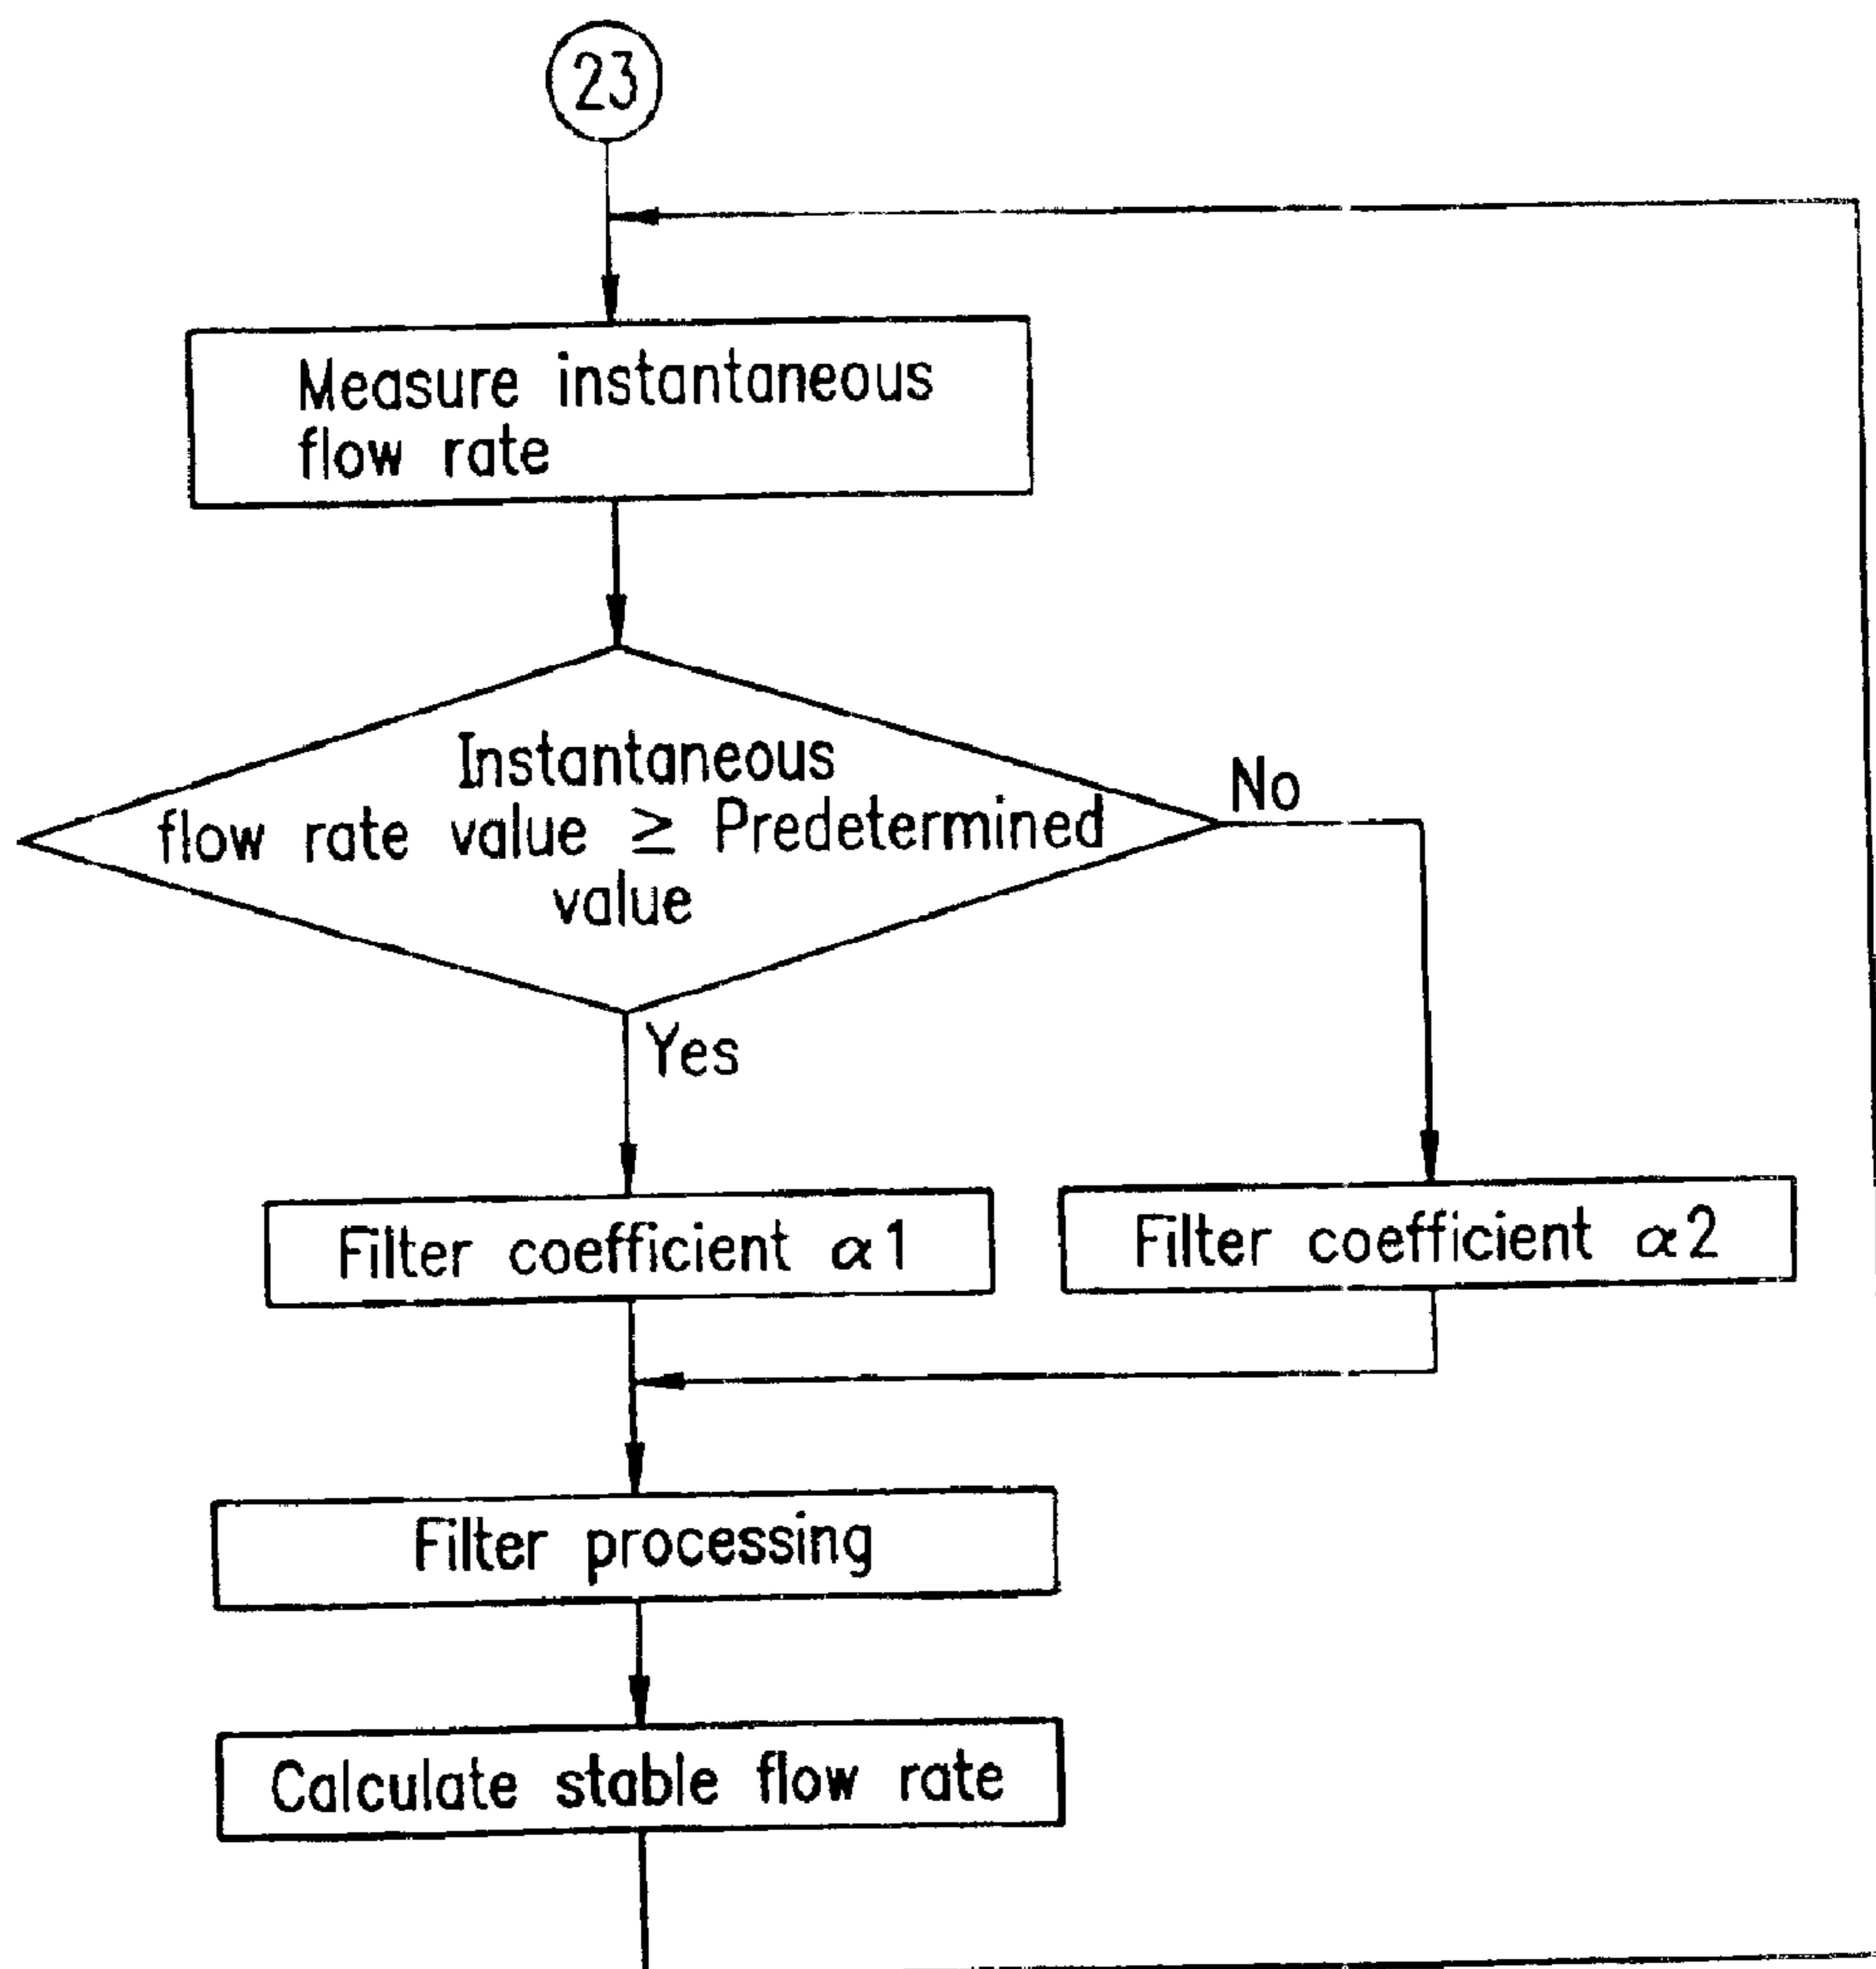 23
Measure instantaneous
flow rate
Instantaneous
flow rate value ≧ Predetermined
value
No
Yes
Filter coefficient α1
Filter coefficient α2
Filter processing
Calculate stable flow rate